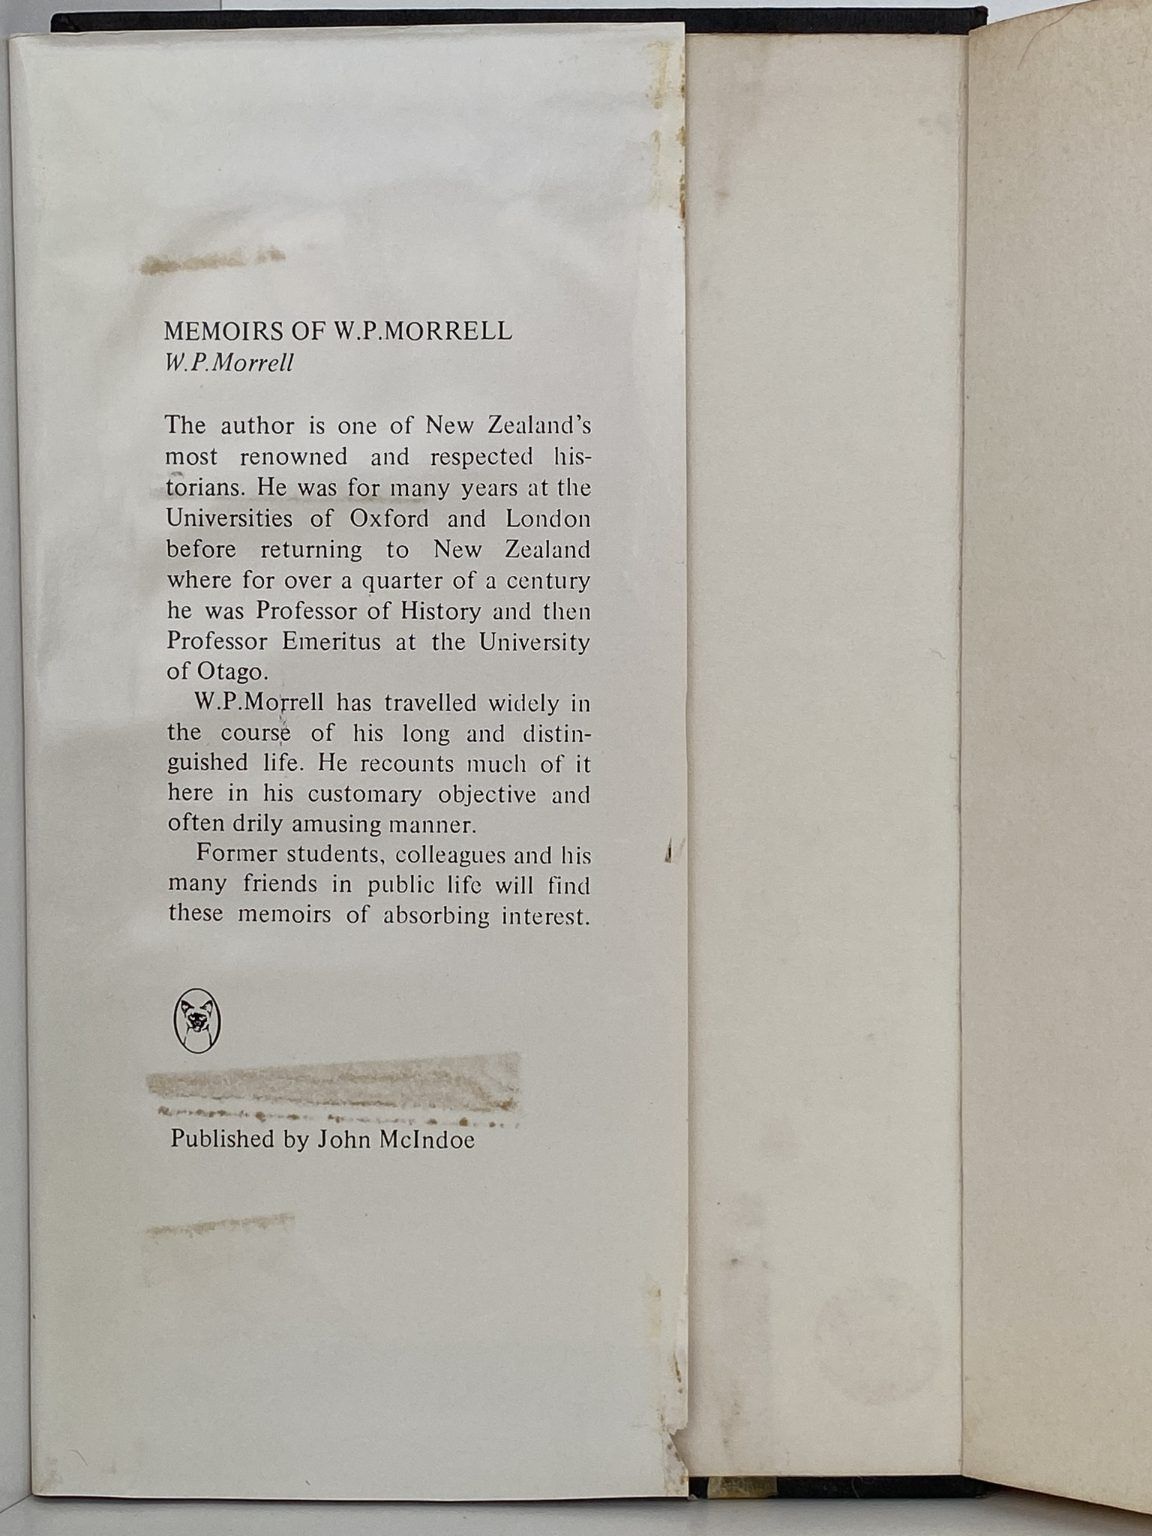 MEMOIRS OF W.P.MORRELL
W.P.Morrell
The author is one of New Zealand's
most renowned and respected his-
torians. He was for many years at the
Universities of Oxford and London
before returning to New Zealand
where for over a quarter of a century
he was Professor of History and then
Professor Emeritus at the University
of Otago.
W.P.Morrell has travelled widely in
the course of his long and distin-
guished life. He recounts much of it
here in his customary objective and
often drily amusing manner.
Former students, colleagues and his
many friends in public life will find
these memoirs of absorbing interest.
Published by John McIndoe